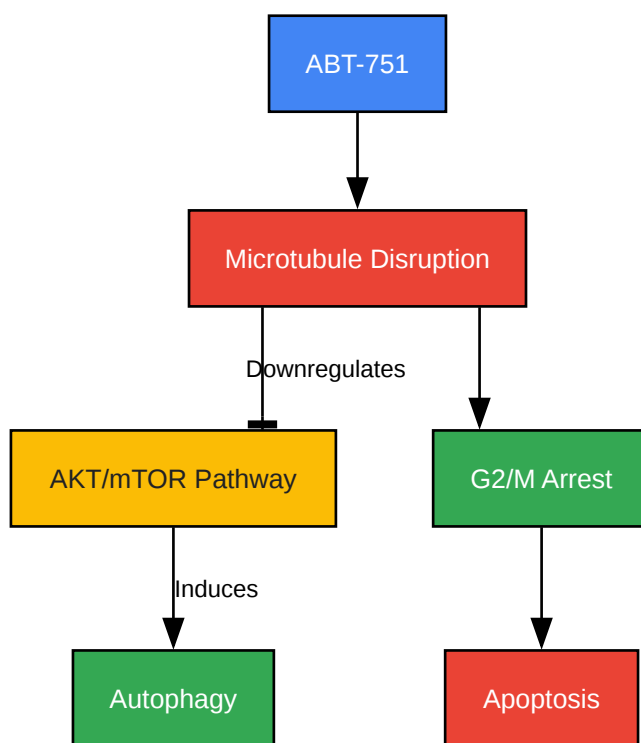 ABT-751
Microtubule Disruption
Downregulates
AKT/mTOR Pathway
G2/M Arrest
Induces
Autophagy
Apoptosis